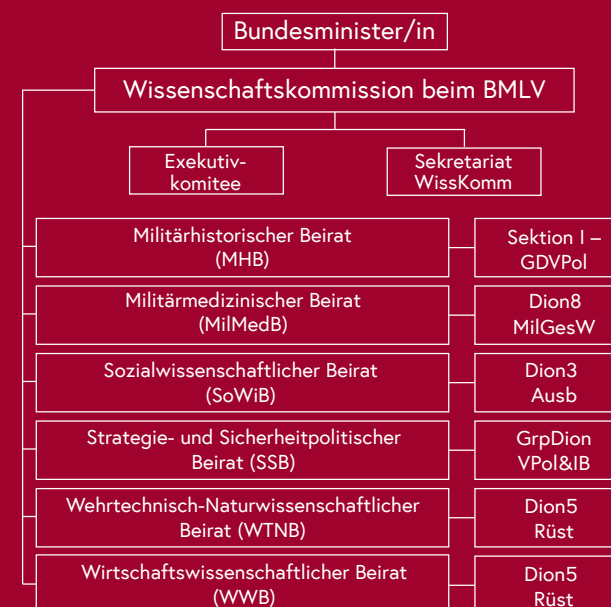 Bundesminister/in
Wissenschaftskommission beim BMLV
Exekutiv-
komitee
Sekretariat
WissKomm
Militärhistorischer Beirat
(MHB)
Sektion I –
GDVPol
Militärmedizinischer Beirat
(MilMedB)
Dion8
MilGesW
Sozialwissenschaftlicher Beirat
(SoWiB)
Dion3
Ausb
Strategie- und Sicherheitpolitischer
Beirat (SSB)
GrpDion
VPol&IB
Wehrtechnisch-Naturwissenschaftlicher
Beirat (WTNB)
Dion5
Rüst
Wirtschaftswissenschaftlicher Beirat
(WWB)
Dion5
Rüst